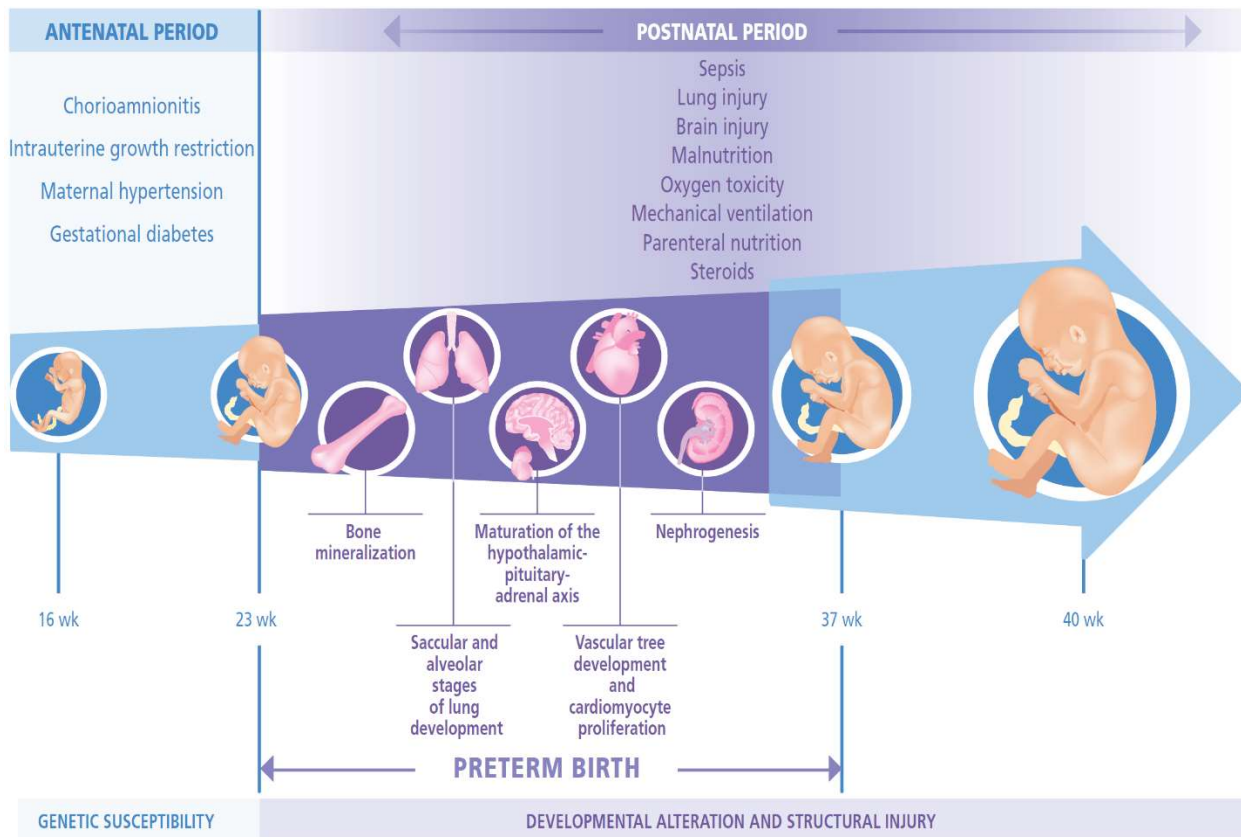 ANTENATAL PERIOD
POSTNATAL PERIOD
Chorioamnionitis
Intrauterine growth restriction
Maternal hypertension
Gestational diabetes
Sepsis
Lung injury
Brain injury
Malnutrition
Oxygen toxicity
Mechanical ventilation
Parenteral nutrition
Steroids
Bone
mineralization
Maturation of the
hypothalamic-
pituitary-
adrenal axis
Nephrogenesis
16 wk
23 wk
37 wk
40 wk
Saccular and
alveolar
stages
of lung
development
Vascular tree
development
and
cardiomyocyte
proliferation
PRETERM BIRTH
GENETIC SUSCEPTIBILITY
DEVELOPMENTAL ALTERATION AND STRUCTURAL INJURY